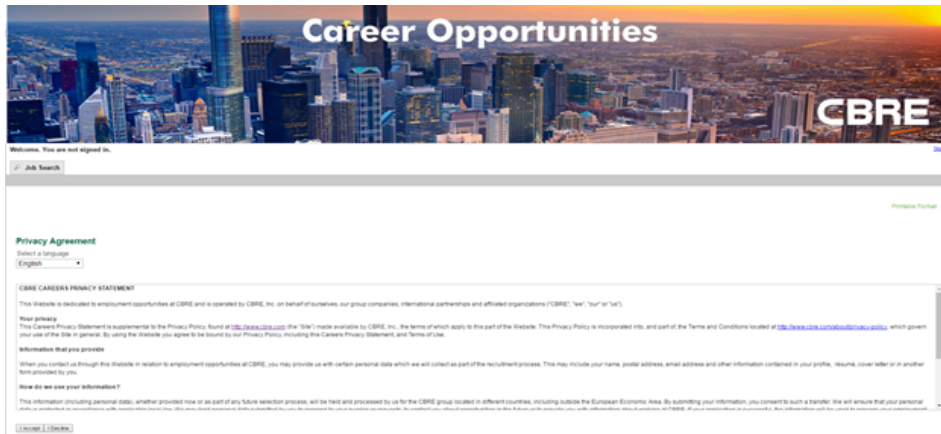 Career Opportunities
CBRE
Welcome. You are not signed in.
Job Search
Printable Format
Privacy Agreement
Select a language
English
CBRE CAREERS PRIVACY STATEMENT
This Website is dedicated to employment opportunities at CBRE and is operated by CBRE, Inc. on behalf of ourselves, our group companies, international partnerships and affiliated organizations ("CBRE", "we", "our" or "us").
Your privacy
This Careers Privacy Statement is supplemental to the Privacy Policy, found at http://www.cbre.com (the "Site") made available by CBRE, Inc., the terms of which apply to this part of the Website. This Privacy Policy is incorporated into, and part of, the Terms and Conditions located at http://www.cbre.com/about/privacy-policy, which govern
your use of the Site in general. By using the Website you agree to be bound by our Privacy Policy, including this Careers Privacy Statement, and Terms of Use.
Information that you provide
When you contact us through this Website in relation to employment opportunities at CBRE, you may provide us with certain personal data which we will collect as part of the recruitment process. This may include your name, postal address, email address and other information contained in your profile, résumé, cover letter or in another
form provided by you.
How do we use your information?
This information (including personal data), whether provided now or as part of any future selection process, will be held and processed by us for the CBRE group located in different countries, including outside the European Economic Area. By submitting your information, you consent to such a transfer. We will ensure that your personal
I Accept I Decline